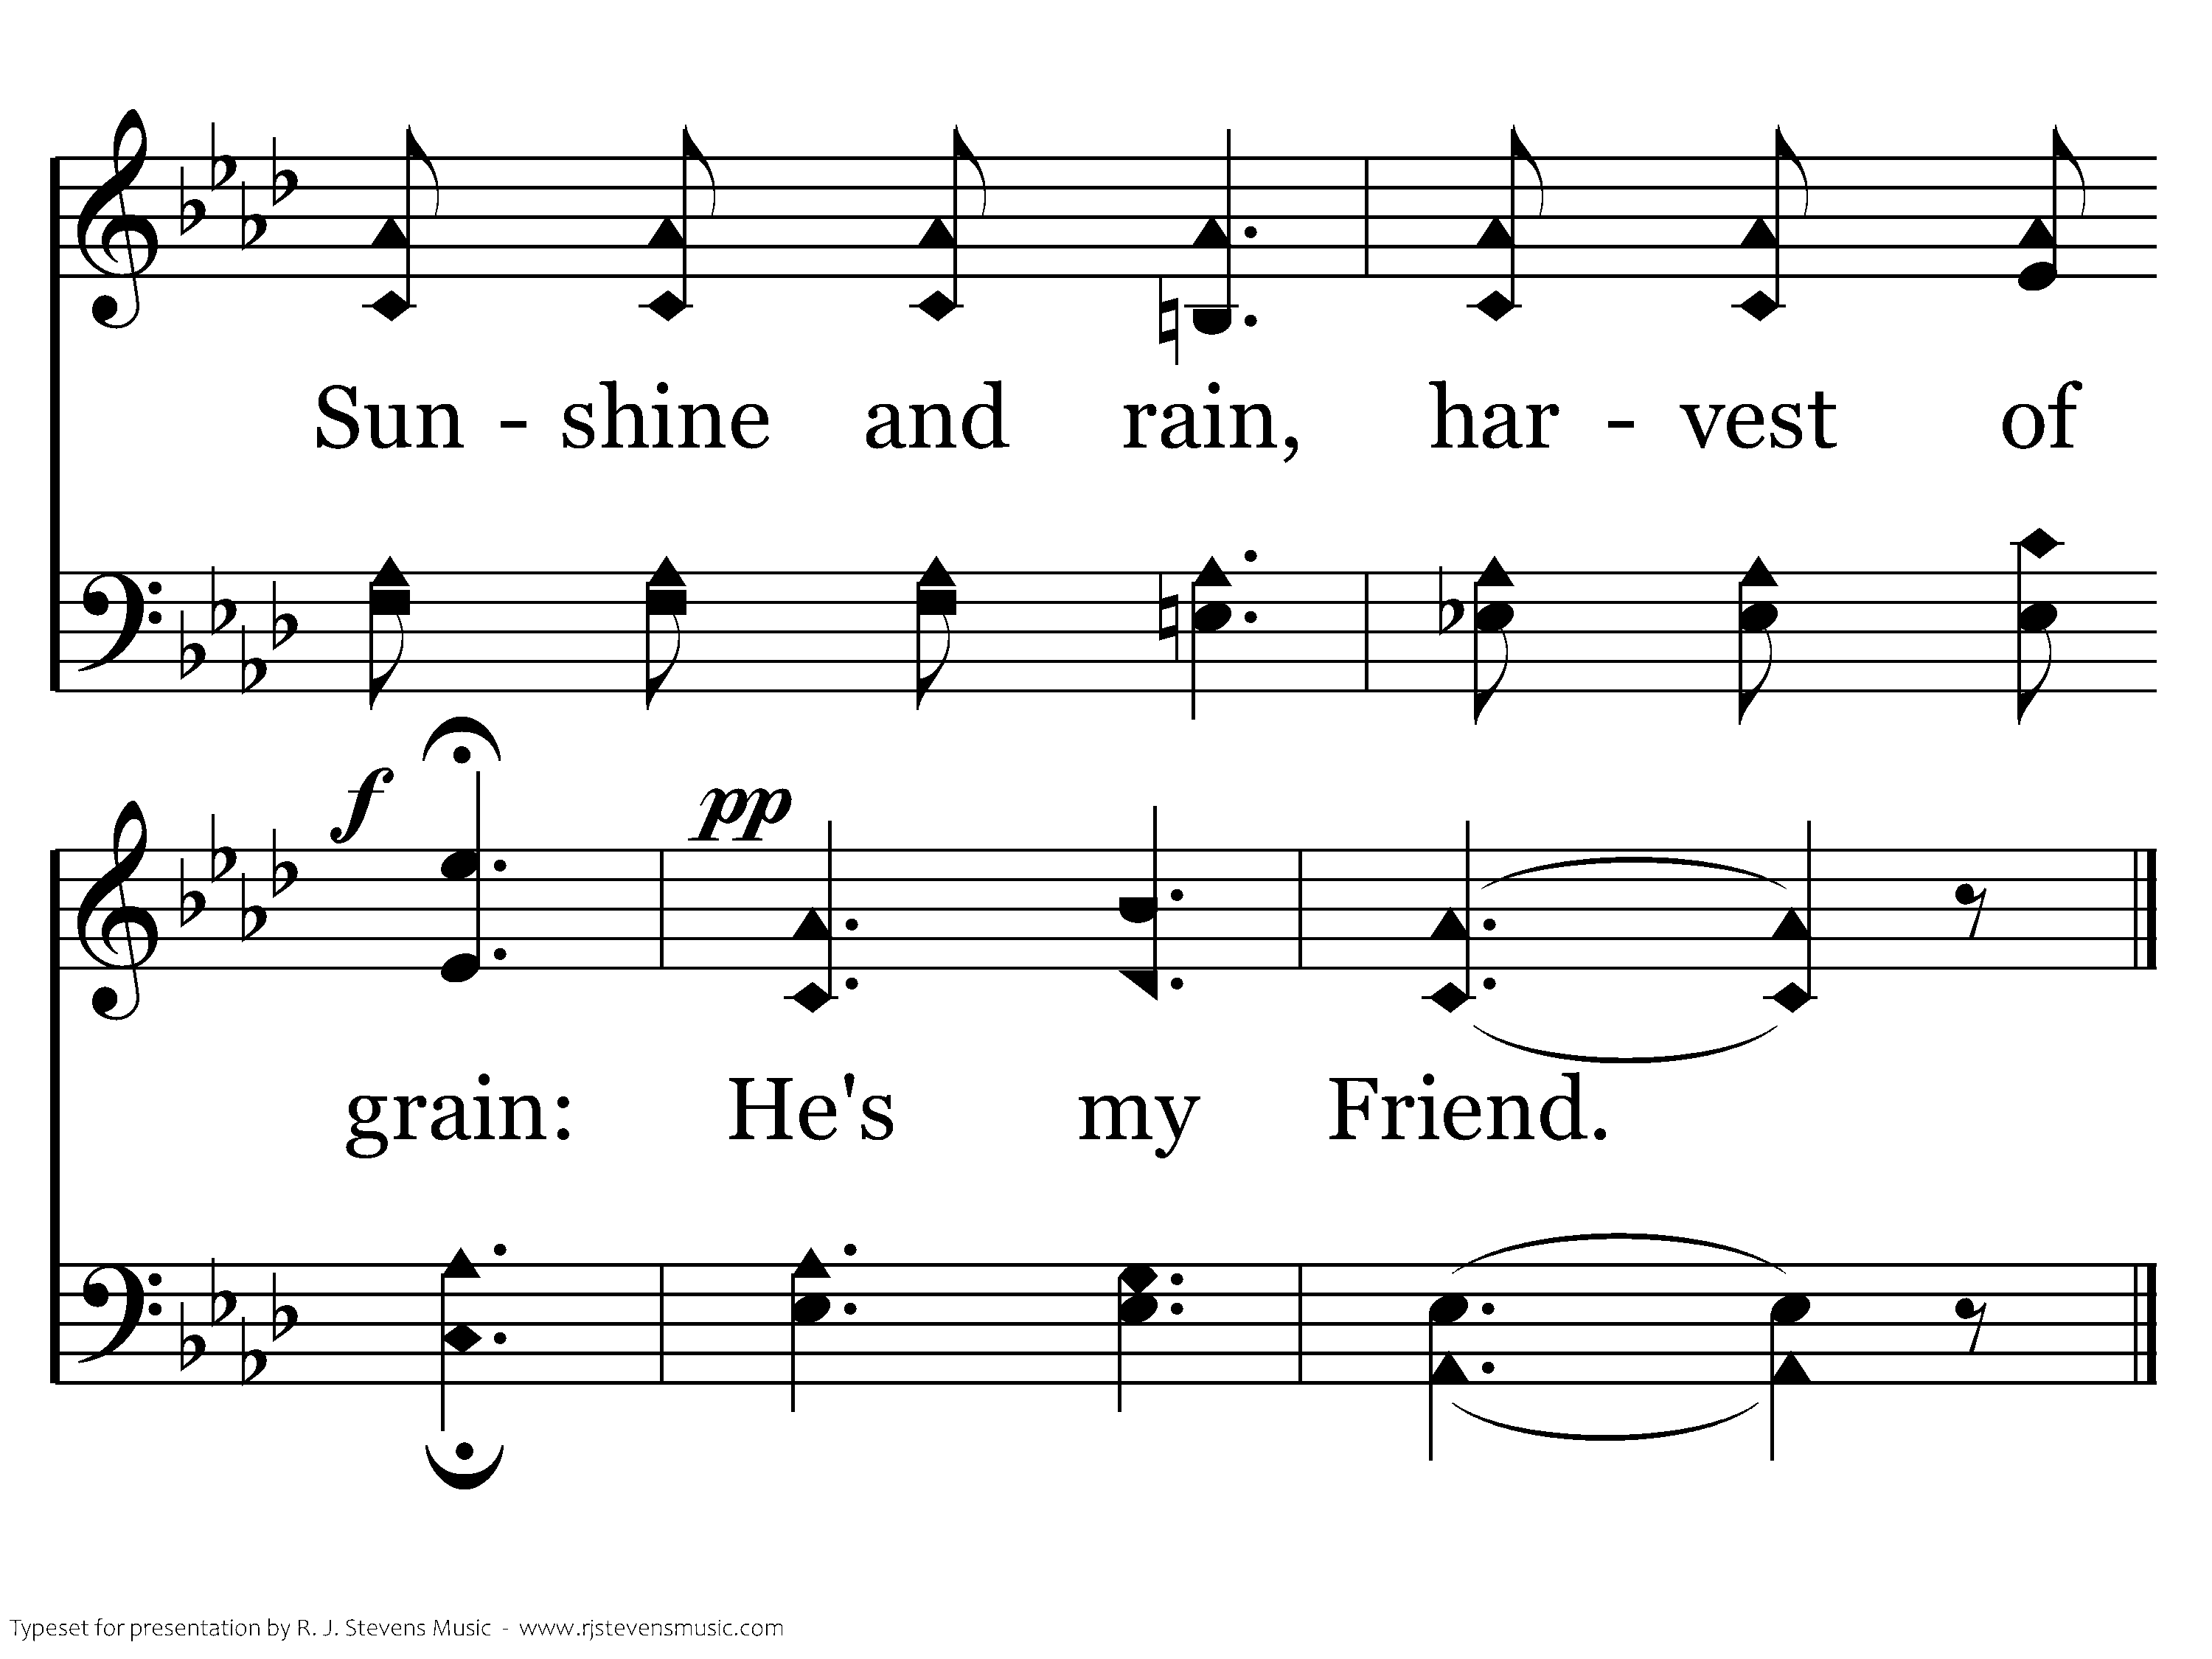 Sun - shine and rain, har - vest of
f pp
grain: He's my Friend.
Typeset for presentation by R. J. Stevens Music - www.rjstevensmusic.com